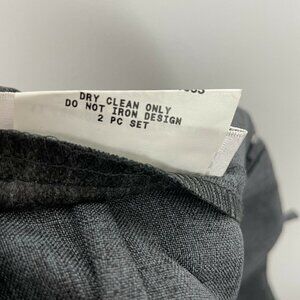 DRY CLEAN ONLY
DO NOT IRON DESIGN
2 PC SET